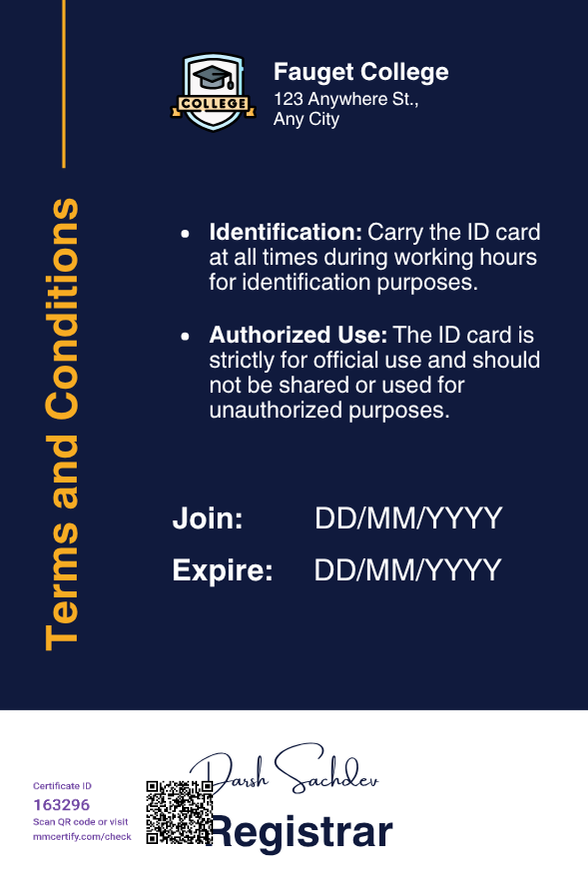 COLLEGE
Fauget College
123 Anywhere St.,
Any City
Terms and Conditions
• Identification: Carry the ID card
at all times during working hours
for identification purposes.
• Authorized Use: The ID card is
strictly for official use and should
not be shared or used for
unauthorized purposes.
Join: DD/MM/YYYY
Expire: DD/MM/YYYY
Darsh Sachdev
Registrar
Certificate ID
163296
Scan QR code or visit
mmcertify.com/check